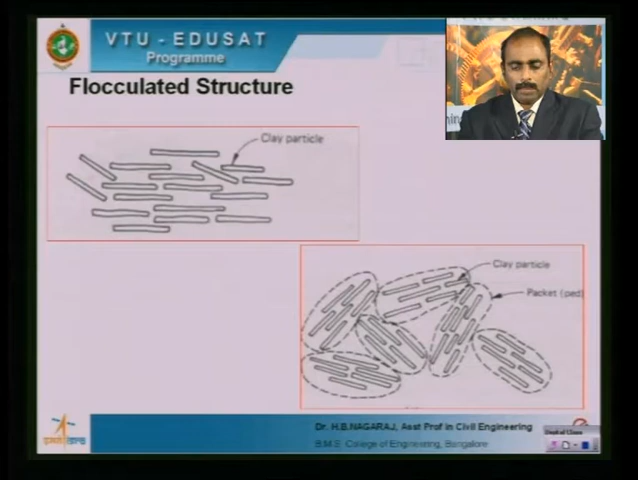 VTU - EDUSAT
Programme
Flocculated Structure
Clay particle
Clay particle
Packet (ped)
Dr. H.B.NAGARAJ, Asst Prof in Civil Engineering
B.M.S. College of Engineering, Bangalore